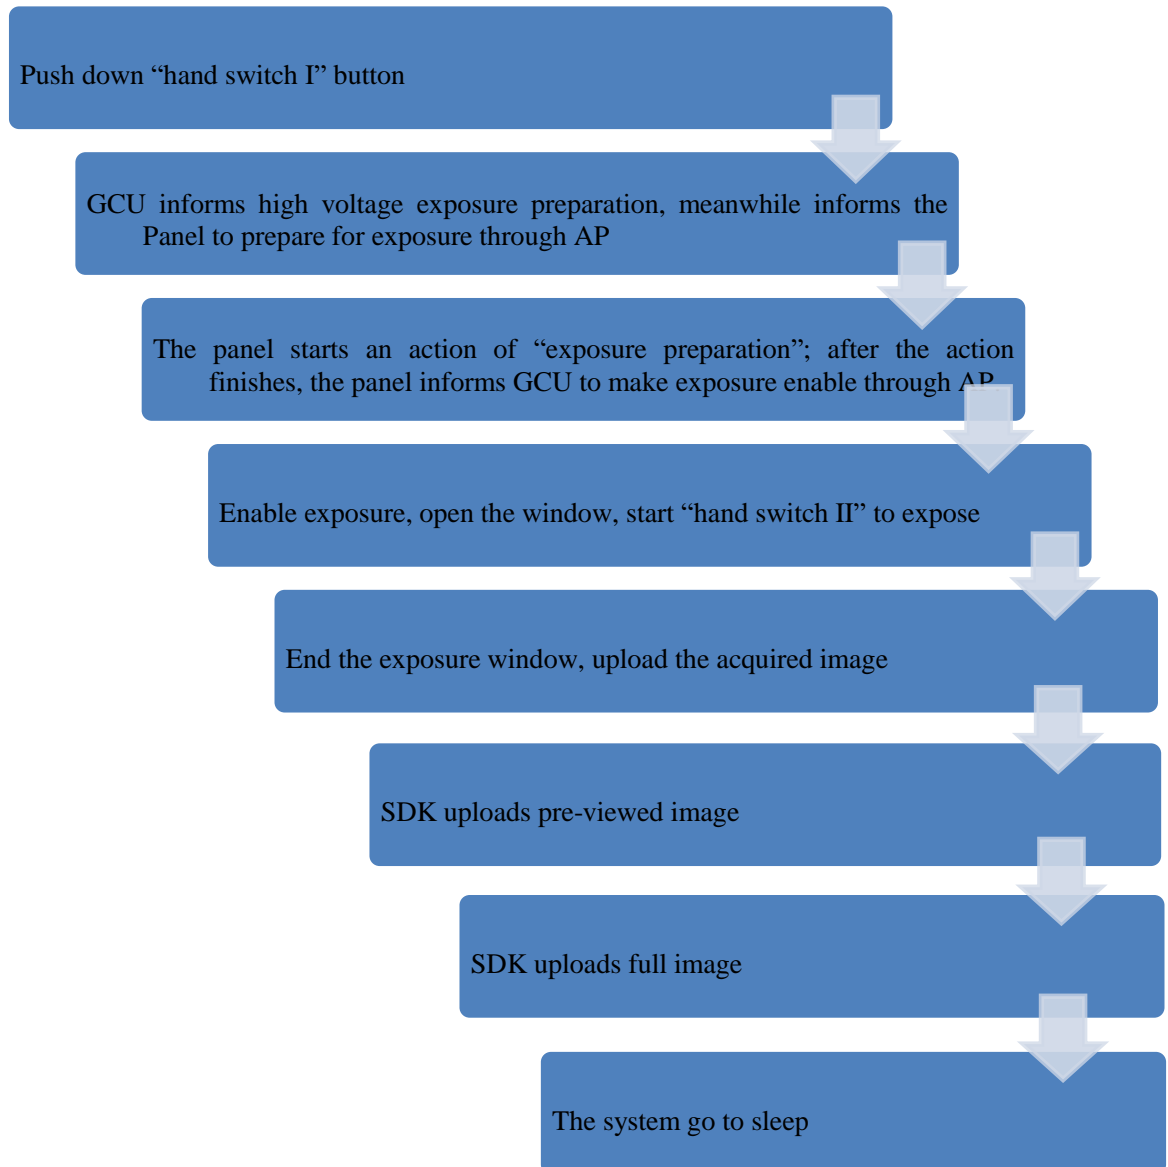 Push down “hand switch I” button
GCU informs high voltage exposure preparation, meanwhile informs the
Panel to prepare for exposure through AP
The panel starts an action of “exposure preparation”; after the action
finishes, the panel informs GCU to make exposure enable through AP.
Enable exposure, open the window, start “hand switch II” to expose
End the exposure window, upload the acquired image
SDK uploads pre-viewed image
SDK uploads full image
The system go to sleep